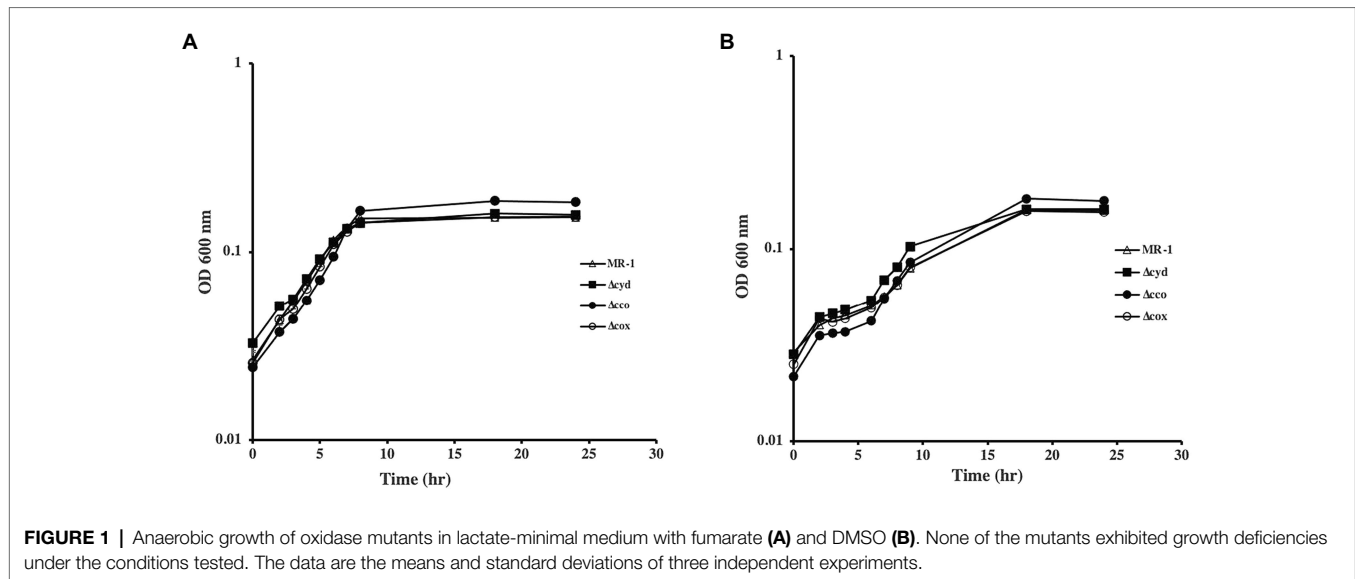 A
1
0.1
0.01
OD 600 nm
0
5
10
15
20
25
30
Time (hr)
MR-1
Δcyd
Δcco
Δcox
B
1
0.1
0.01
OD 600 nm
0
5
10
15
20
25
30
Time (hr)
MR-1
Δcyd
Δcco
Δcox
FIGURE 1 | Anaerobic growth of oxidase mutants in lactate-minimal medium with fumarate (A) and DMSO (B). None of the mutants exhibited growth deficiencies
under the conditions tested. The data are the means and standard deviations of three independent experiments.